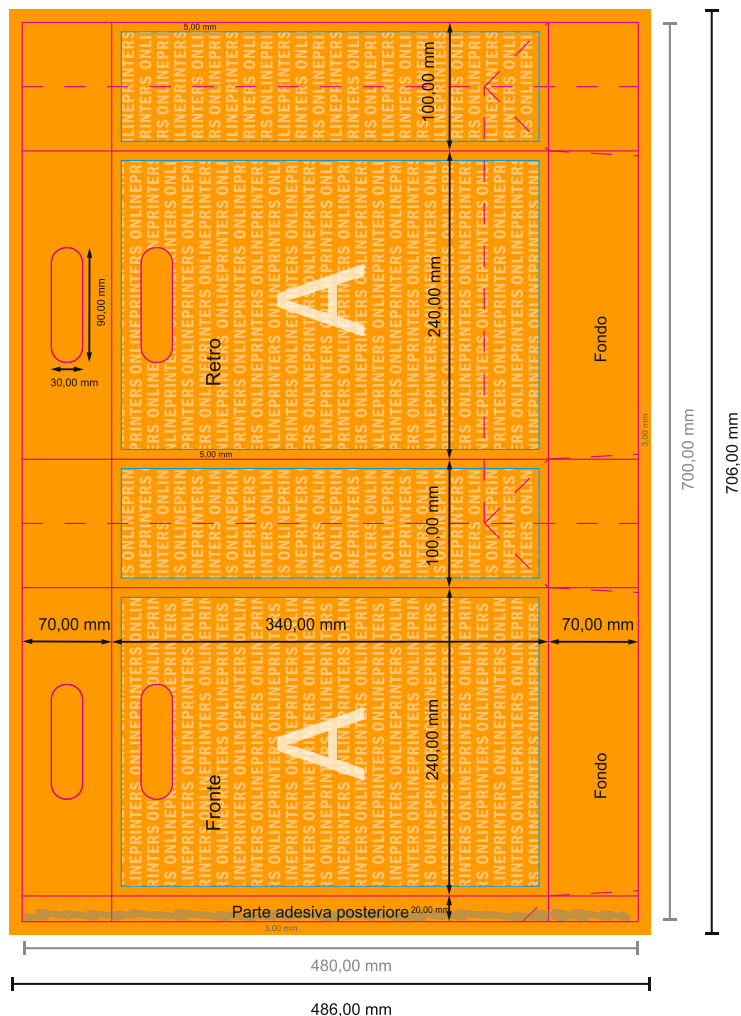 5,00 mm
100,00 mm
ONLINEPRINTERS ONLINEPRINTERS
90,00 mm
30,00 mm
Retro
A
240,00 mm
Fondo
5,00 mm
3,00 mm
700,00 mm
706,00 mm
100,00 mm
ONLINEPRINTERS
70,00 mm
340,00 mm
70,00 mm
Fronte
A
240,00 mm
Fondo
Parte adesiva posteriore
20,00 mm
3,00 mm
480,00 mm
486,00 mm